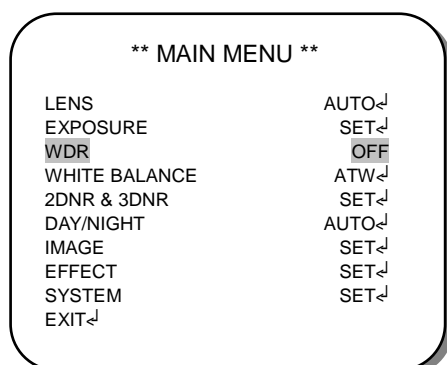 ** MAIN MENU **
LENS AUTO↲
EXPOSURE SET↲
WDR OFF
WHITE BALANCE ATW↲
2DNR & 3DNR SET↲
DAY/NIGHT AUTO↲
IMAGE SET↲
EFFECT SET↲
SYSTEM SET↲
EXIT↲